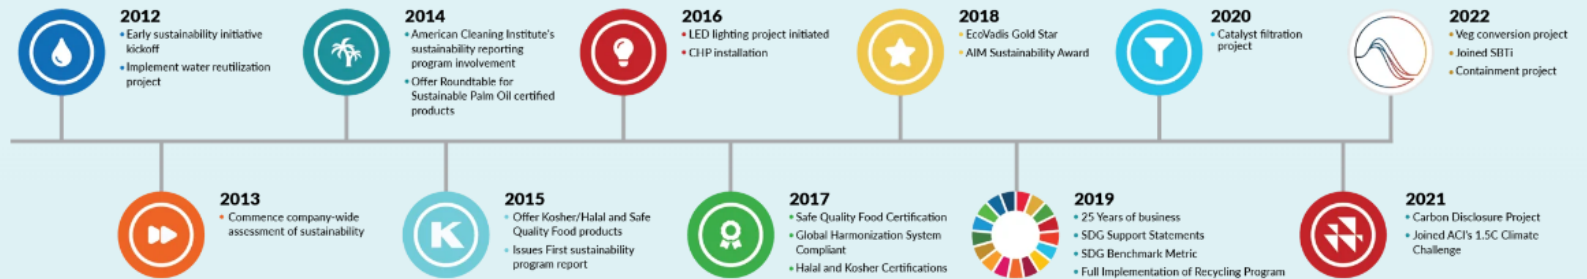 2012
Early sustainability initiative
kickoff
Implement water reutilization
project
2013
Commence company-wide
assessment of sustainability
2014
American Cleaning Institute's
sustainability reporting
program involvement
Offer Roundtable for
Sustainable Palm Oil certified
products
2015
Offer Kosher/Halal and Safe
Quality Food products
Issues First sustainability
program report
K
2016
LED lighting project initiated
CHP installation
2017
Safe Quality Food Certification
Global Harmonization System
Compliant
Halal and Kosher Certifications
2018
EcoVadis Gold Star
AIM Sustainability Award
2019
25 Years of business
SDG Support Statements
SDG Benchmark Metric
Full Implementation of Recycling Program
2020
Catalyst filtration
project
2021
Carbon Disclosure Project
Joined ACI's 1.5C Climate
Challenge
2022
Veg conversion project
Joined SBTi
Containment project